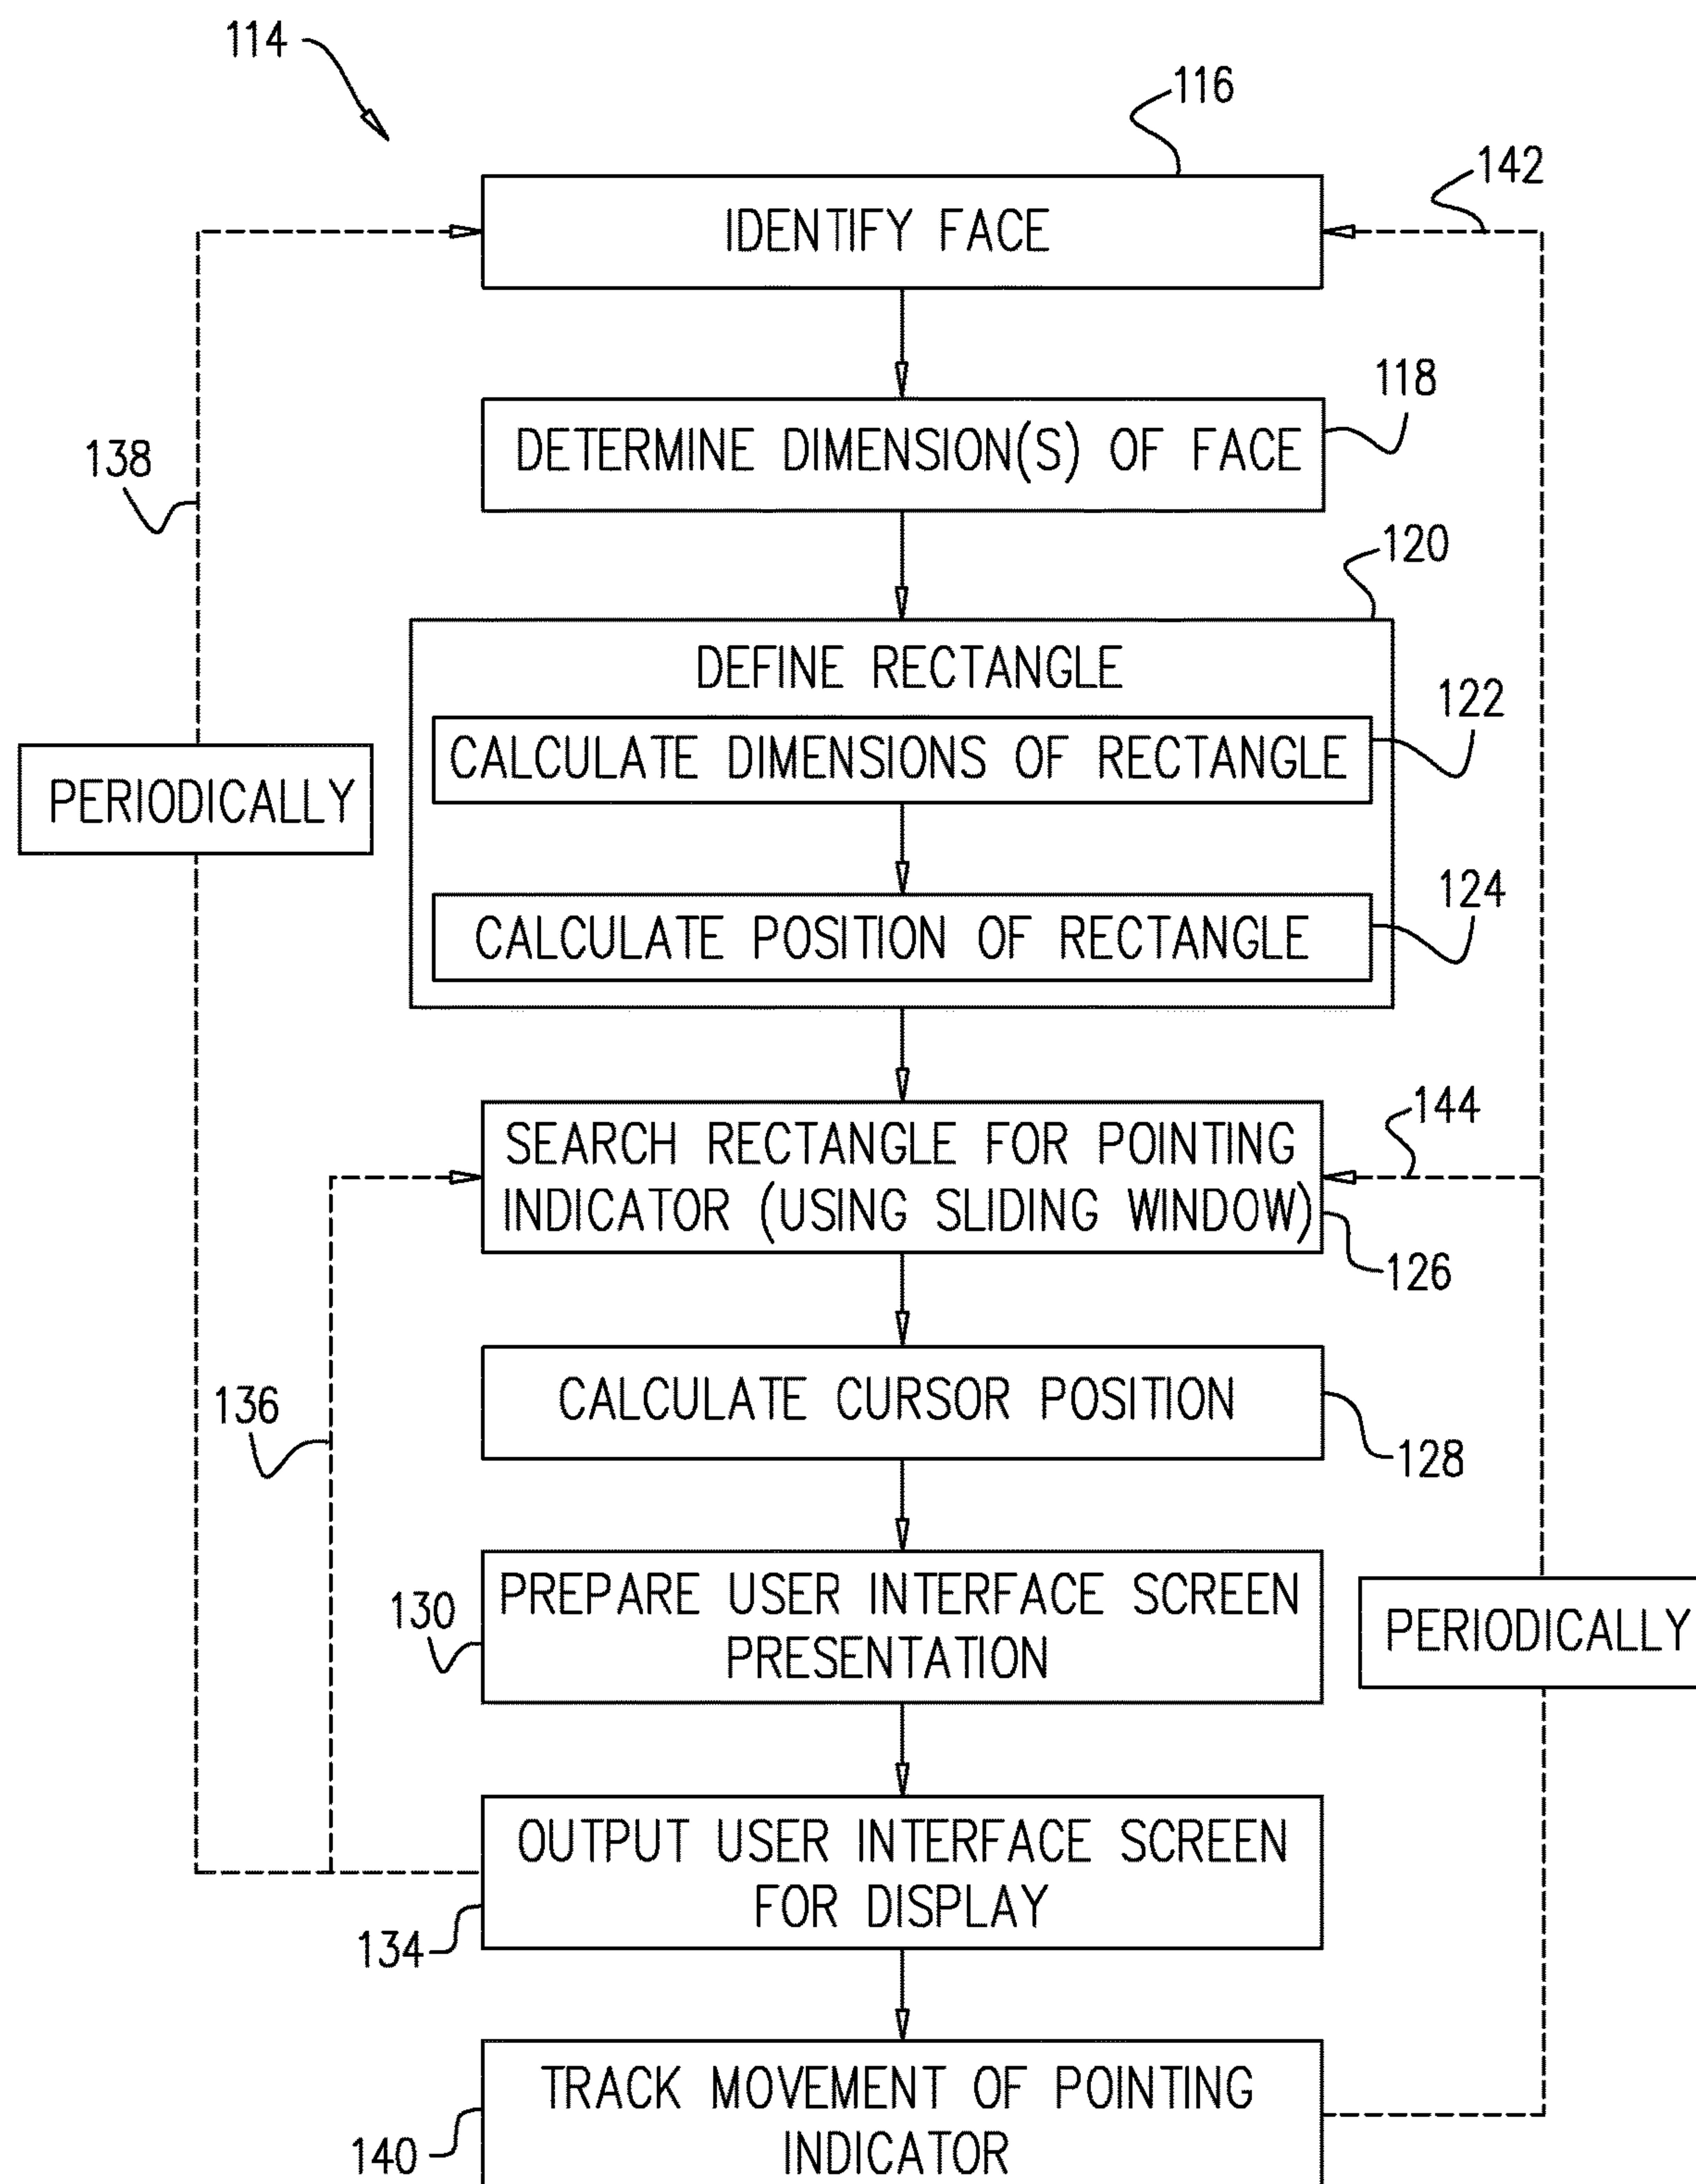 114
116
142
IDENTIFY FACE
118
DETERMINE DIMENSION(S) OF FACE
138
120
DEFINE RECTANGLE
122
CALCULATE DIMENSIONS OF RECTANGLE
PERIODICALLY
124
CALCULATE POSITION OF RECTANGLE
144
SEARCH RECTANGLE FOR POINTING
INDICATOR (USING SLIDING WINDOW)
126
136
CALCULATE CURSOR POSITION
128
130
PREPARE USER INTERFACE SCREEN
PRESENTATION
PERIODICALLY
OUTPUT USER INTERFACE SCREEN
FOR DISPLAY
134
TRACK MOVEMENT OF POINTING
INDICATOR
140